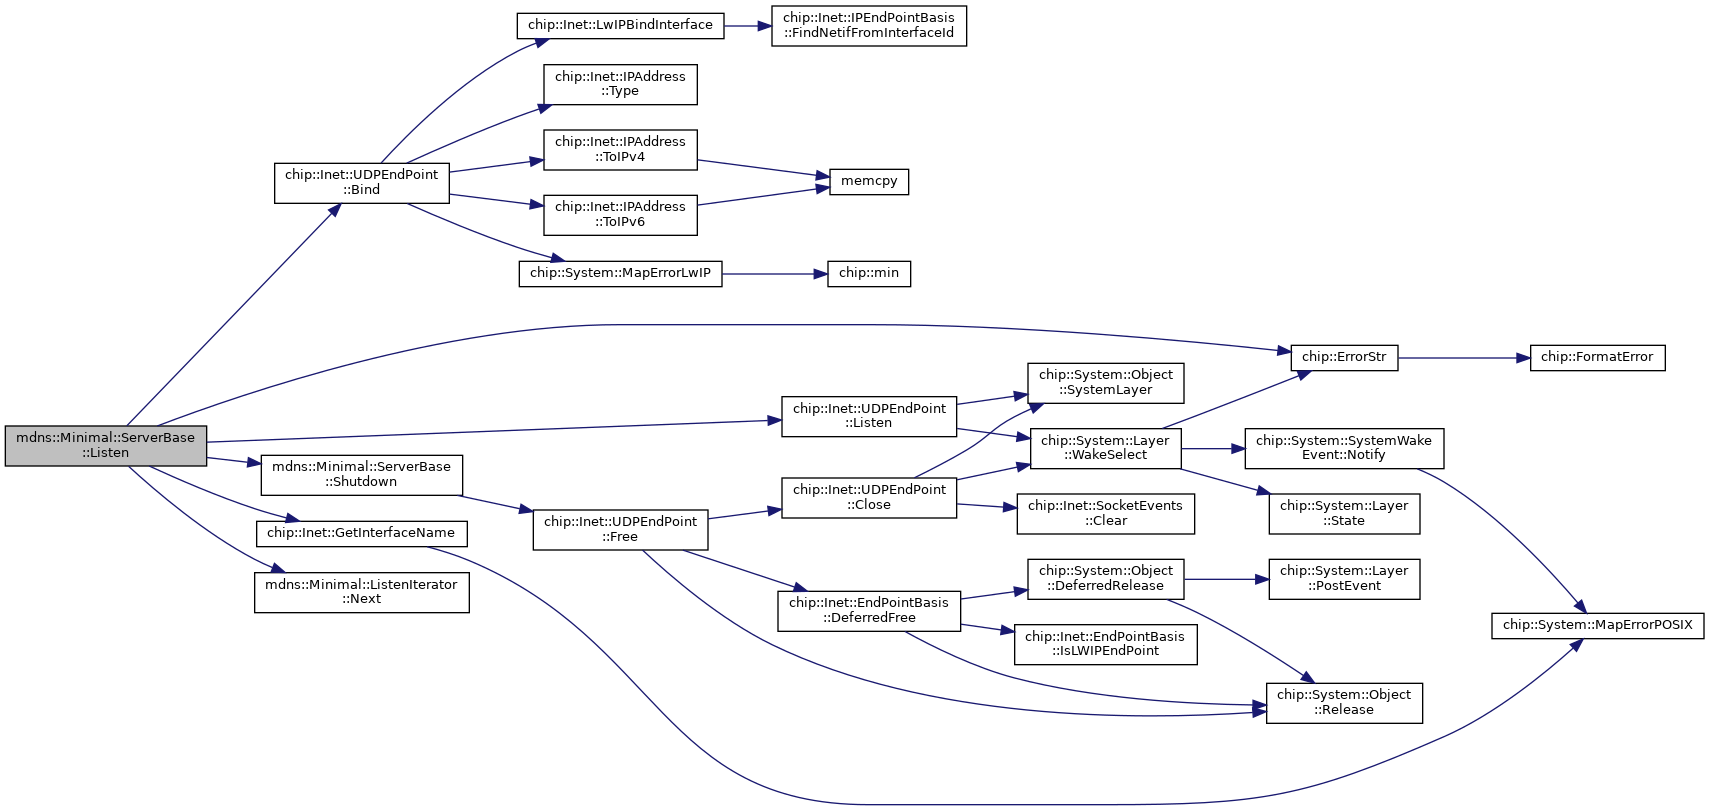 chip::Inet::LwIPBindInterface
chip::Inet::IPEndPointBasis
::FindNetifFromInterfaceId
chip::Inet::IPAddress
::Type
chip::Inet::IPAddress
::ToIPv4
chip::Inet::UDPEndPoint
::Bind
memcpy
chip::Inet::IPAddress
::ToIPv6
chip::System::MapErrorLwIP
chip::min
chip::ErrorStr
chip::FormatError
chip::System::Object
::SystemLayer
chip::Inet::UDPEndPoint
::Listen
mdns::Minimal::ServerBase
::Listen
chip::System::Layer
::WakeSelect
chip::System::SystemWake
Event::Notify
mdns::Minimal::ServerBase
::Shutdown
chip::Inet::UDPEndPoint
::Close
chip::Inet::SocketEvents
::Clear
chip::System::Layer
::State
chip::Inet::GetInterfaceName
chip::Inet::UDPEndPoint
::Free
mdns::Minimal::ListenIterator
::Next
chip::System::Object
::DeferredRelease
chip::System::Layer
::PostEvent
chip::Inet::EndPointBasis
::DeferredFree
chip::System::MapErrorPOSIX
chip::Inet::EndPointBasis
::IsLWIPEndPoint
chip::System::Object
::Release